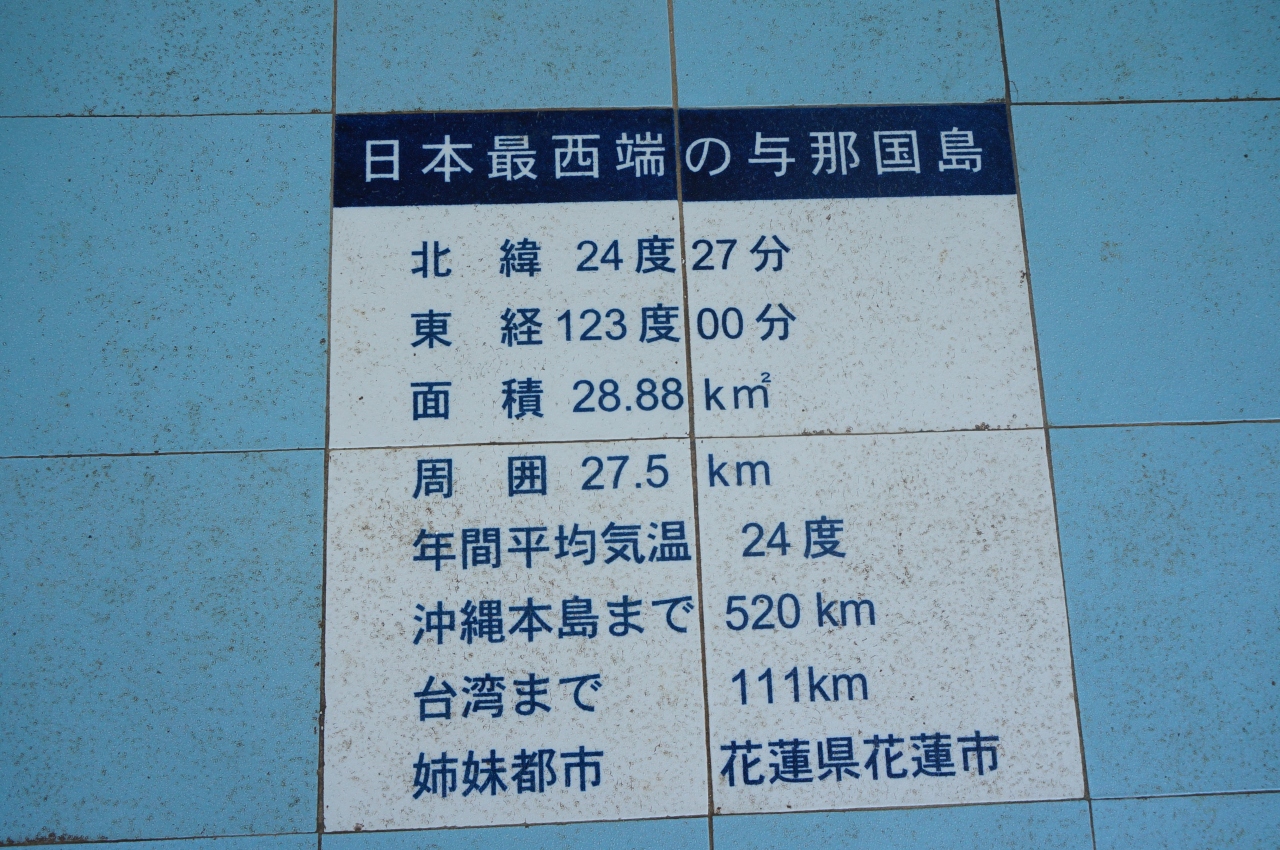 日本最西端の与那国島
北 緯 24度27分
東 経 123度00分
面 積 28.88 k㎡
周 囲 27.5 km
年間平均気温 24度
沖縄本島まで 520 km
台湾まで 111km
姉妹都市 花蓮県花蓮市